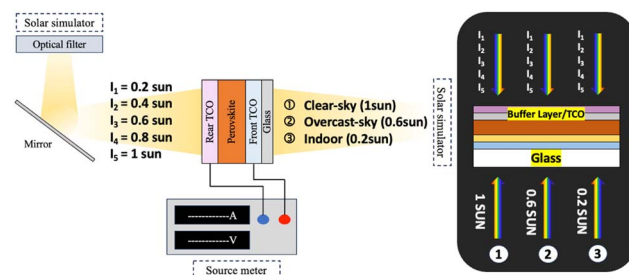 Solar simulator
Optical filter
Mirror
I₁ = 0.2 sun
I₂ = 0.4 sun
I₃ = 0.6 sun
I₄ = 0.8 sun
I₅ = 1 sun
Rear TCO
Perovskite
Front TCO
Glass
① Clear-sky (1sun)
② Overcast-sky (0.6sun)
③ Indoor (0.2sun)
Solar simulator
------------A
------------V
Source meter
I₁ I₁ I₁
I₂ I₂ I₂
I₃ I₃ I₃
I₄ I₄ I₄
I₅ I₅ I₅
Buffer Layer/TCO
Glass
1 SUN
0.6 SUN
0.2 SUN
1 2 3